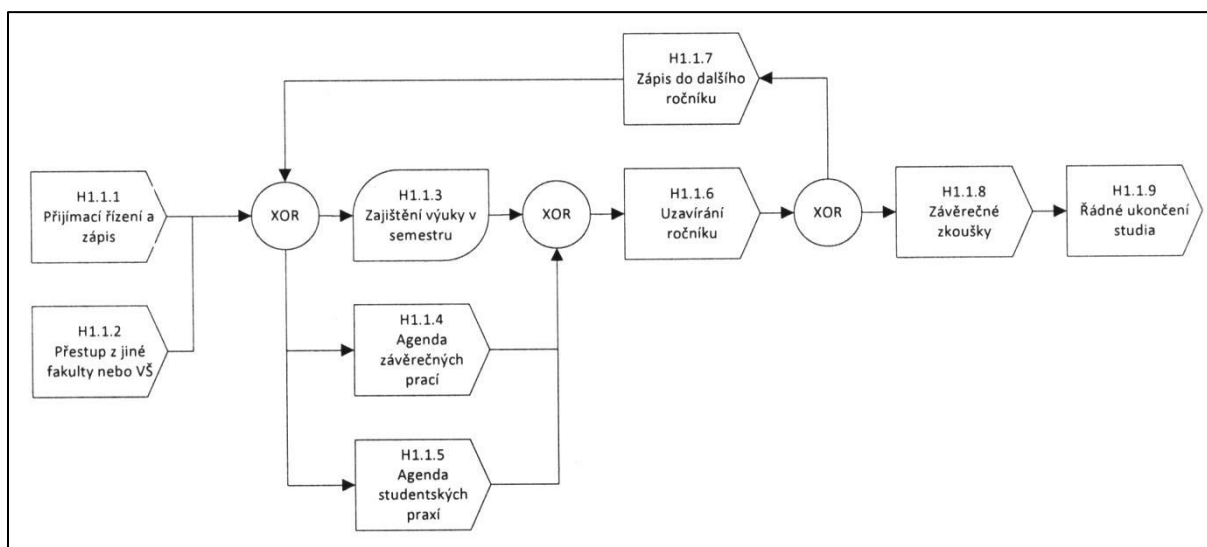 H1.1.7
Zápis do dalšího
ročníku
H1.1.1
Přijímací řízení a
zápis
XOR
H1.1.3
Zajištění výuky v
semestru
XOR
H1.1.6
Uzavírání
ročníku
XOR
H1.1.8
Závěrečné
zkoušky
H1.1.9
Řádné ukončení
studia
H1.1.2
Přestup z jiné
fakulty nebo VŠ
H1.1.4
Agenda
závěrečných
prací
H1.1.5
Agenda
studentských
praxí